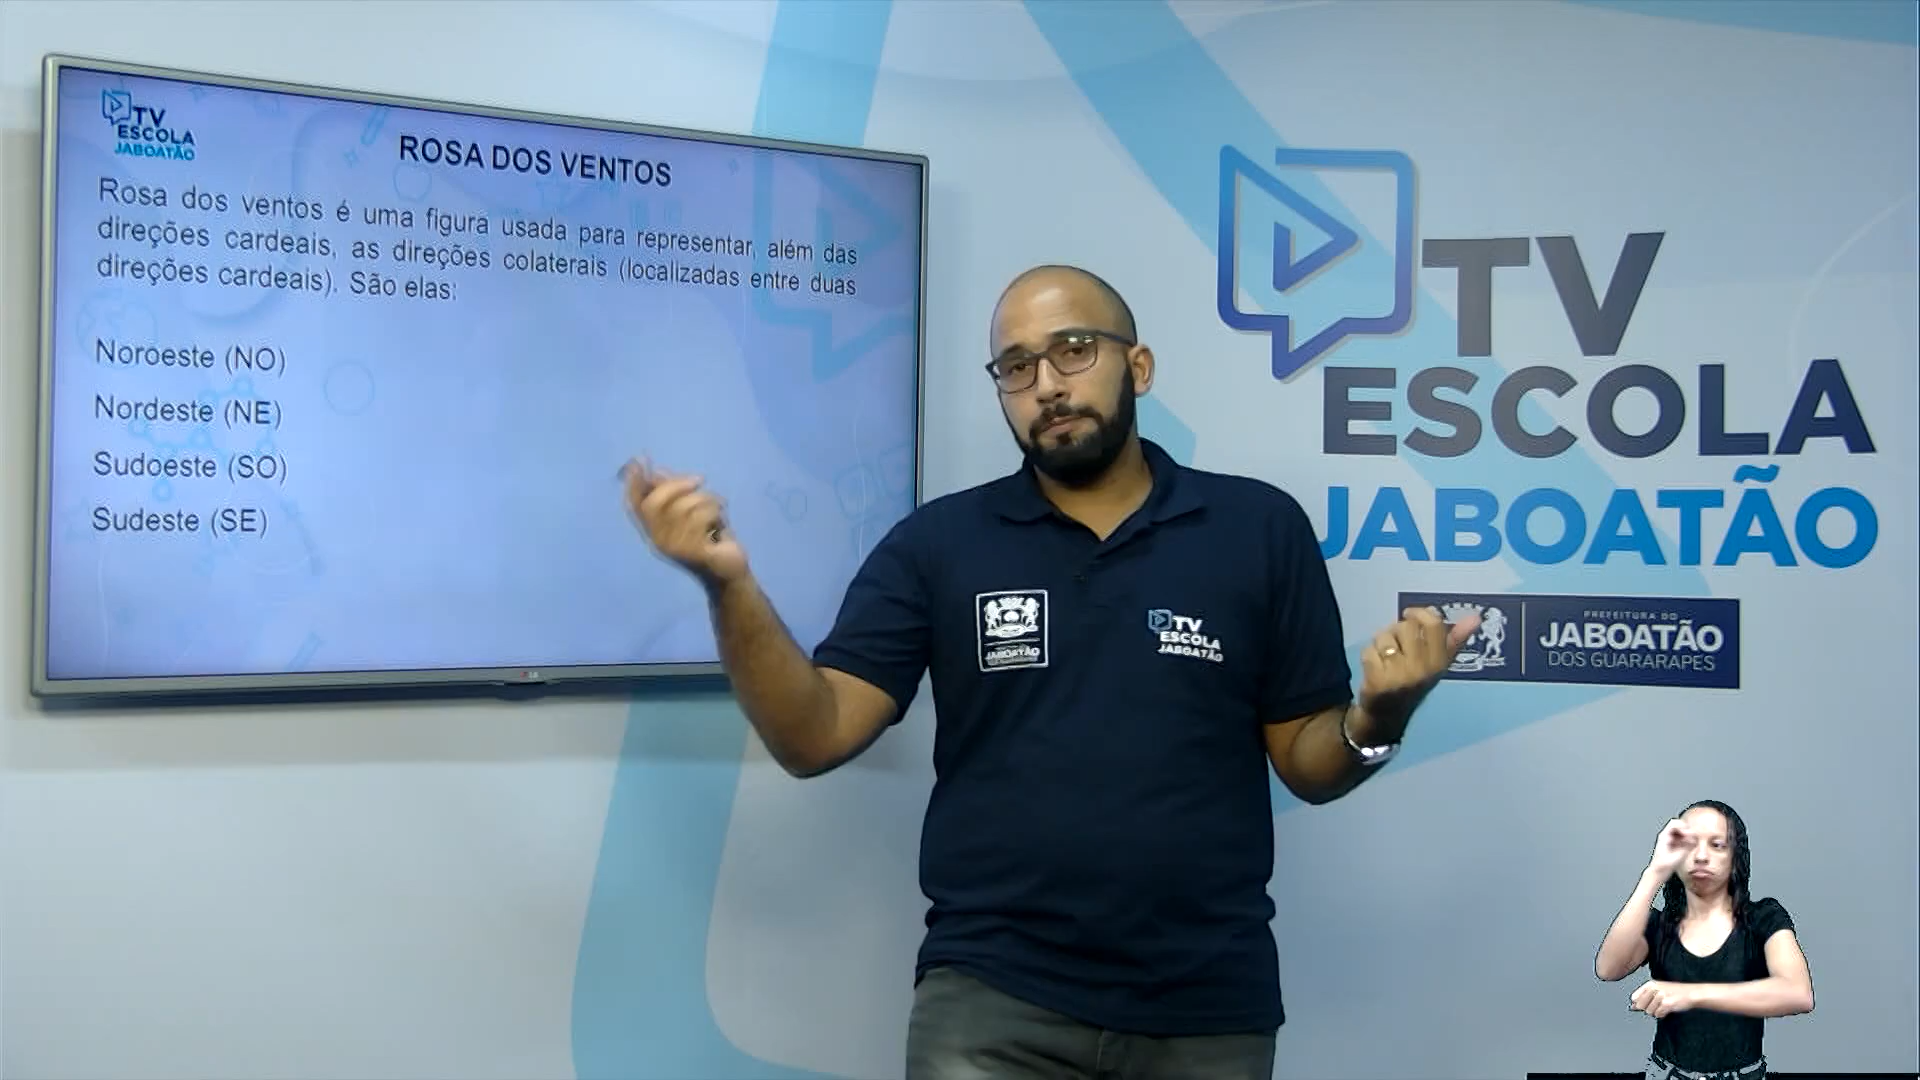 TV
ESCOLA
JABOATÃO
ROSA DOS VENTOS
Rosa dos ventos é uma figura usada para representar, além das
direções cardeais, as direções colaterais (localizadas entre duas
direções cardeais). São elas:
Noroeste (NO)
Nordeste (NE)
Sudoeste (SO)
Sudeste (SE)
TV
ESCOLA
JABOATÃO
PREFEITURA DO
JABOATÃO
DOS GUARARAPES
JABOATÃO
TV
ESCOLA
JABOATÃO
LG